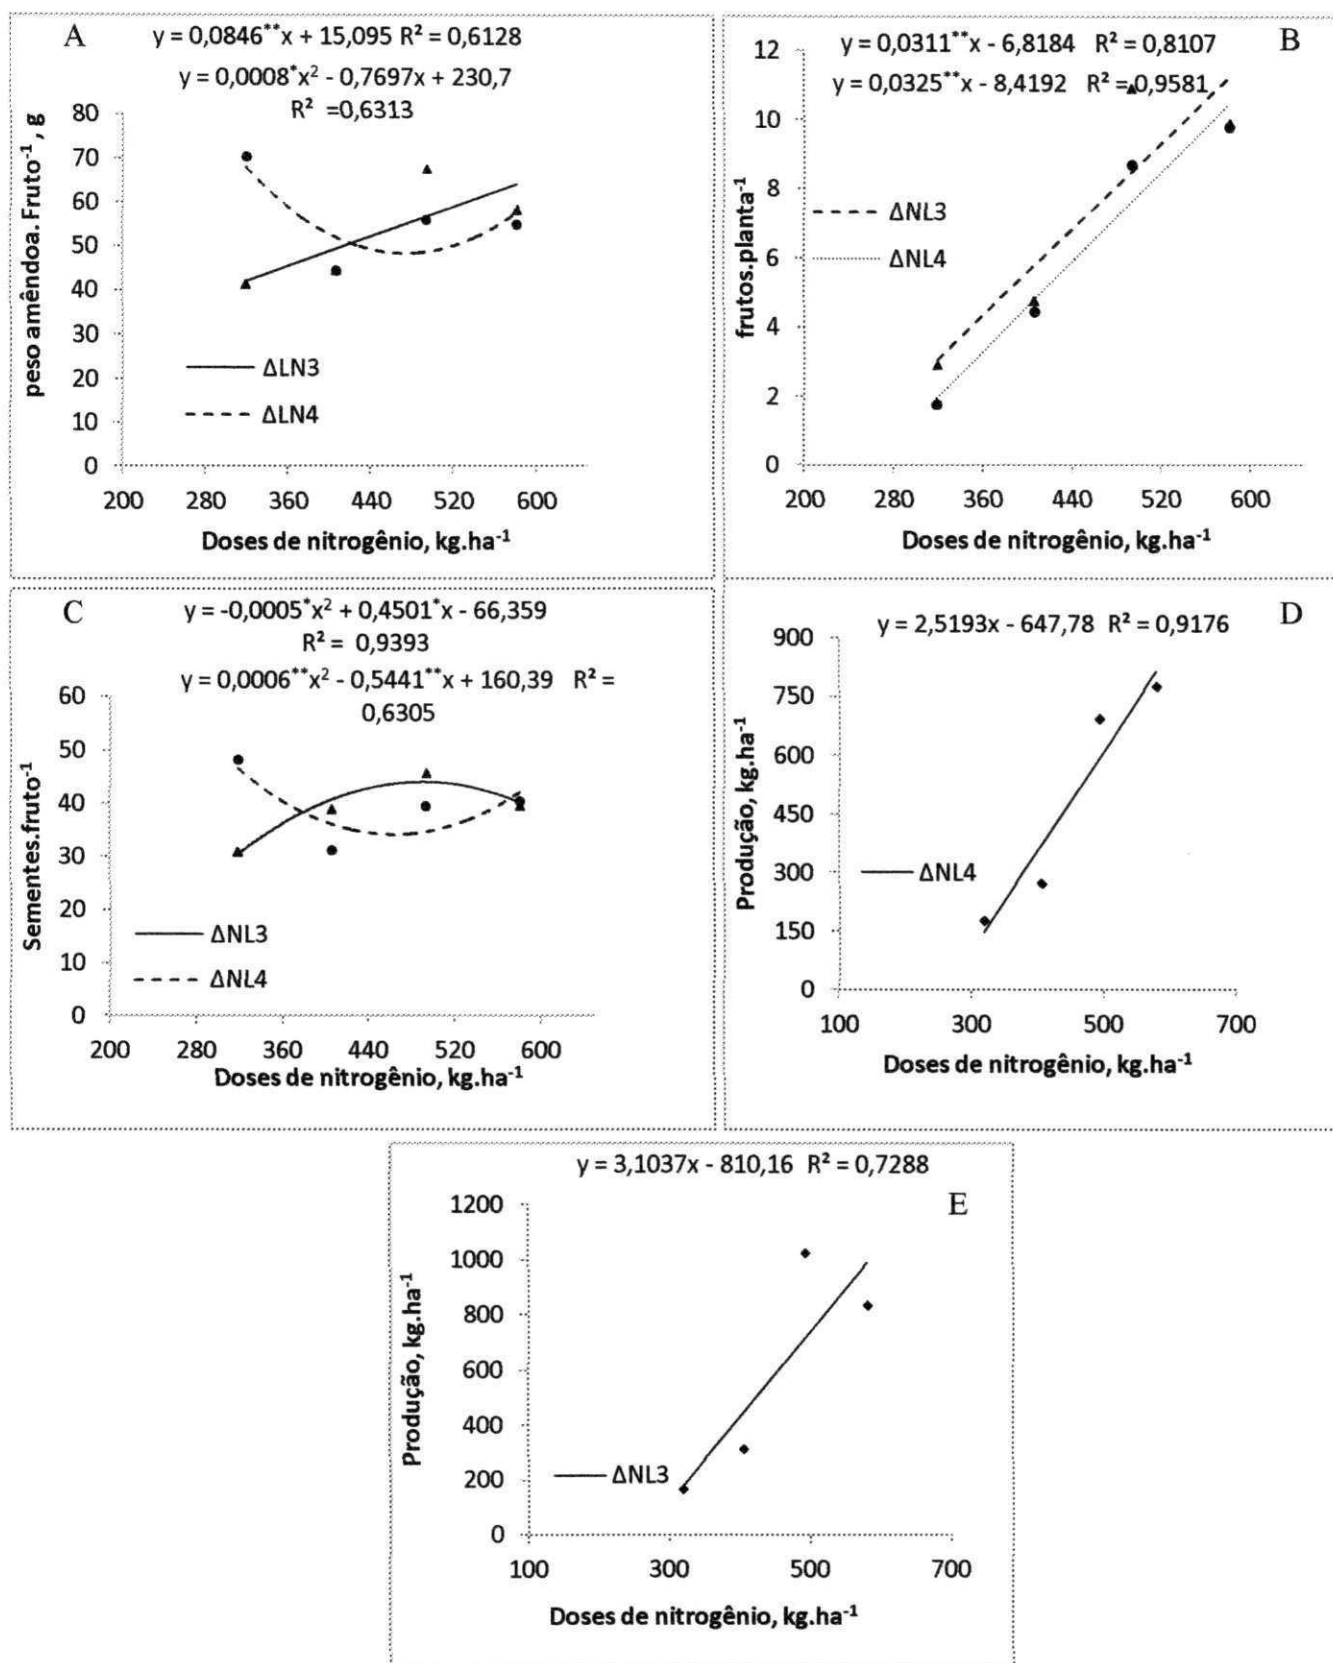 A
y = 0,0846**x + 15,095 R² = 0,6128
y = 0,0008*x² - 0,7697x + 230,7
R² =0,6313
peso amêndoa. Fruto⁻¹ , g
80
70
60
50
40
30
20
10
0
ΔLN3
ΔLN4
200 280 360 440 520 600
Doses de nitrogênio, kg.ha⁻¹
B
y = 0,0311**x - 6,8184 R² = 0,8107
y = 0,0325**x - 8,4192 R² = 0,9581
frutos.planta⁻¹
12
10
8
6
4
2
0
ΔNL3
ΔNL4
200 280 360 440 520 600
Doses de nitrogênio, kg.ha⁻¹
C
y = -0,0005*x² + 0,4501*x - 66,359
R² = 0,9393
y = 0,0006**x² - 0,5441**x + 160,39 R² =
0,6305
Sementes.fruto⁻¹
60
50
40
30
20
10
0
ΔNL3
ΔNL4
200 280 360 440 520 600
Doses de nitrogênio, kg.ha⁻¹
D
y = 2,5193x - 647,78 R² = 0,9176
Produção, kg.ha⁻¹
900
750
600
450
300
150
0
ΔNL4
100 300 500 700
Doses de nitrogênio, kg.ha⁻¹
E
y = 3,1037x - 810,16 R² = 0,7288
Produção, kg.ha⁻¹
1200
1000
800
600
400
200
0
ΔNL3
100 300 500 700
Doses de nitrogênio, kg.ha⁻¹